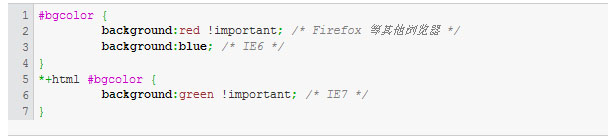 1 #bgcolor {
2 background:red !important; /* Firefox 等其他浏览器 */
3 background:blue; /* IE6 */
4 }
5 *+html #bgcolor {
6 background:green !important; /* IE7 */
7 }